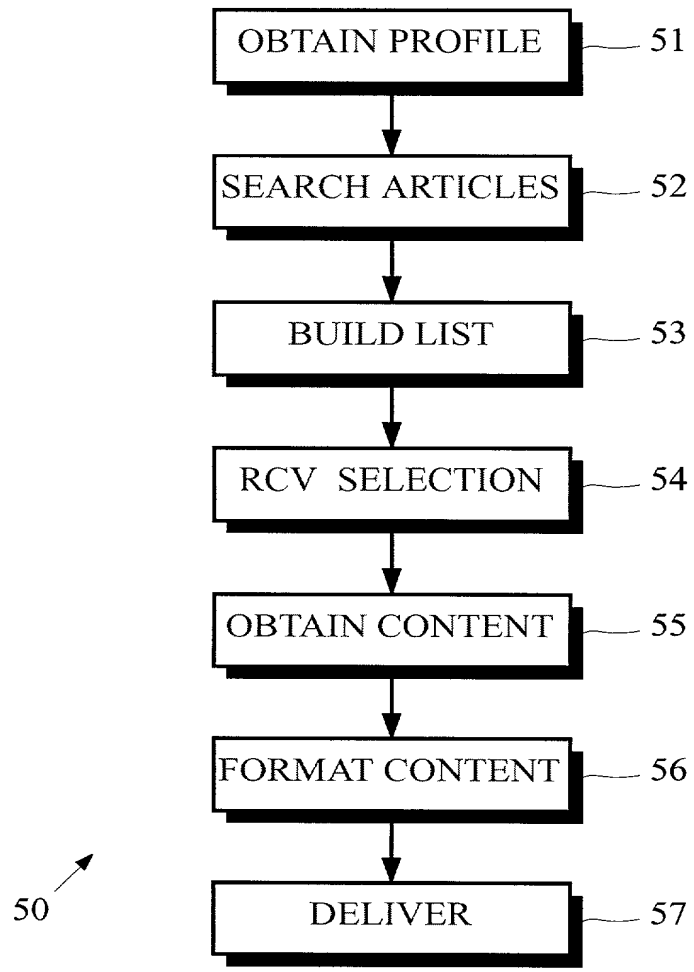 OBTAIN PROFILE 51
SEARCH ARTICLES 52
BUILD LIST 53
RCV SELECTION 54
OBTAIN CONTENT 55
FORMAT CONTENT 56
50
DELIVER 57